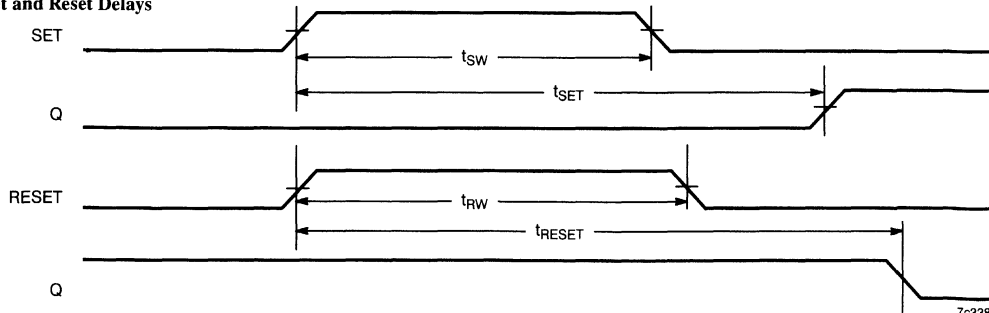 t and Reset Delays
SET
tSW
tSET
Q
RESET
tRW
tRESET
Q